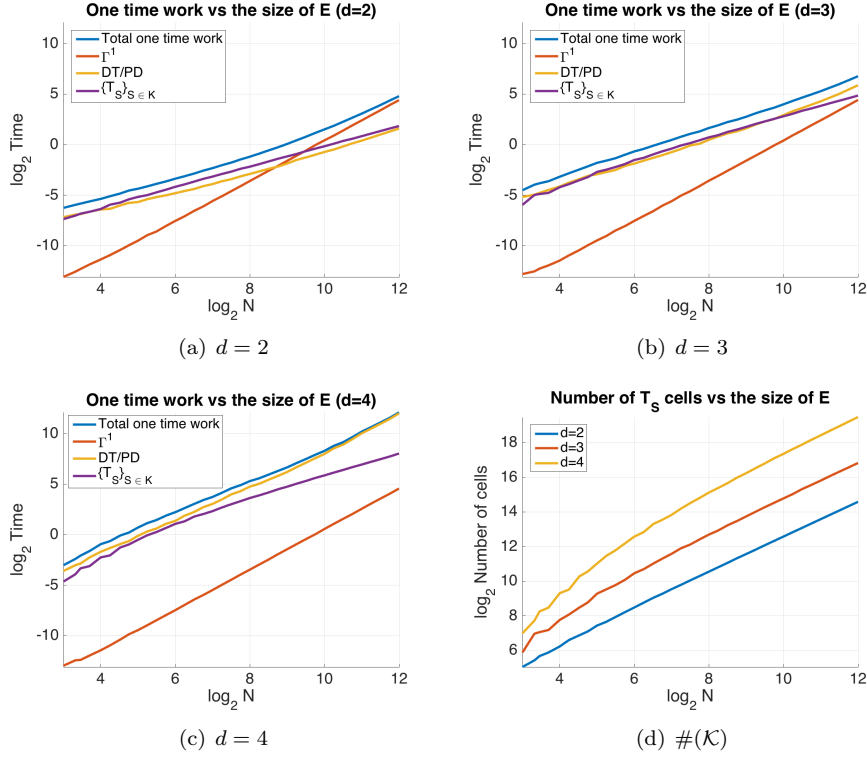 One time work vs the size of E (d=2)
Total one time work
Γ¹
DT/PD
{T_S}_{S ∈ K}
log₂ Time
10
5
0
-5
-10
4 6 8 10 12
log₂ N
(a) d = 2
One time work vs the size of E (d=3)
Total one time work
Γ¹
DT/PD
{T_S}_{S ∈ K}
log₂ Time
10
5
0
-5
-10
4 6 8 10 12
log₂ N
(b) d = 3
One time work vs the size of E (d=4)
Total one time work
Γ¹
DT/PD
{T_S}_{S ∈ K}
log₂ Time
10
5
0
-5
-10
4 6 8 10 12
log₂ N
(c) d = 4
Number of T_S cells vs the size of E
d=2
d=3
d=4
log₂ Number of cells
18
16
14
12
10
8
6
4 6 8 10 12
log₂ N
(d) #(𝒦)